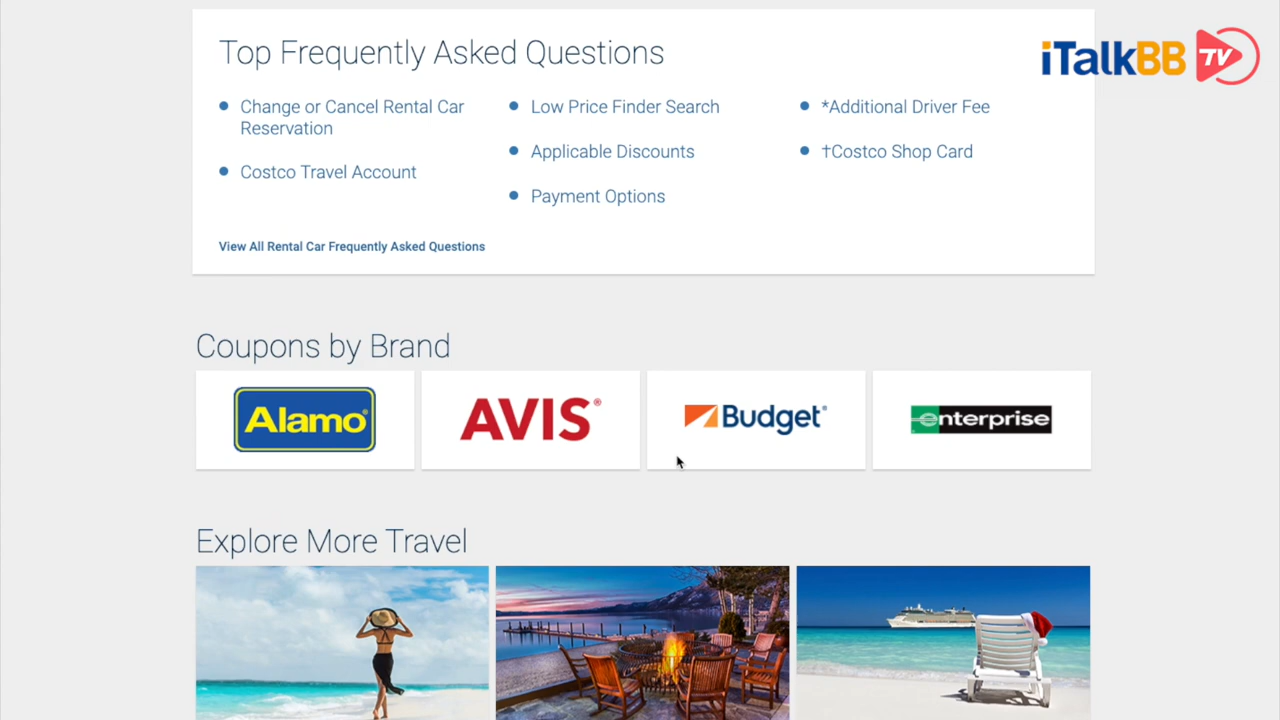 iTalkBB TV
Top Frequently Asked Questions
Change or Cancel Rental Car
Reservation
Costco Travel Account
Low Price Finder Search
Applicable Discounts
Payment Options
*Additional Driver Fee
†Costco Shop Card
View All Rental Car Frequently Asked Questions
Coupons by Brand
Alamo®
AVIS®
Budget®
enterprise
Explore More Travel